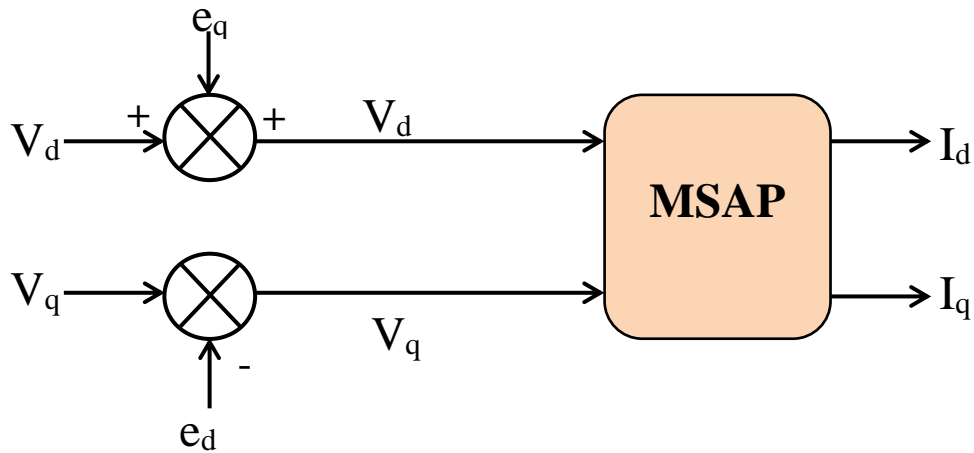 e_q
+ +
V_d V_d I_d
MSAP
V_q V_q I_q
-
e_d